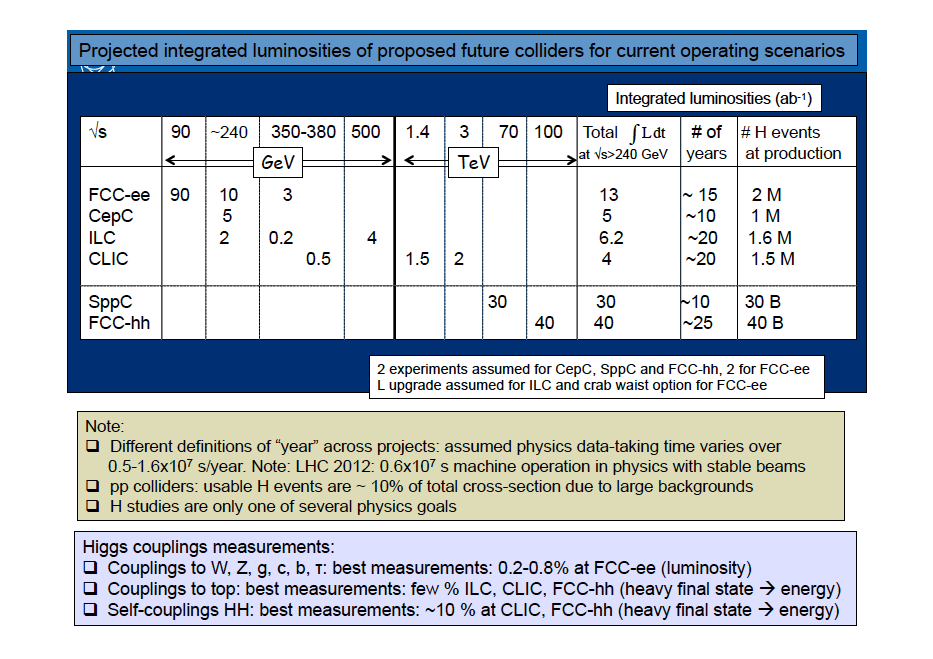 Projected integrated luminosities of proposed future colliders for current operating scenarios
Integrated luminosities (ab-1)
√s 90 ~240 350-380 500 1.4 3 70 100 Total ∫Ldt # of # H events
GeV TeV at √s>240 GeV years at production
FCC-ee 90 10 3 13 ~ 15 2 M
CepC 5 5 ~10 1 M
ILC 2 0.2 4 6.2 ~20 1.6 M
CLIC 0.5 1.5 2 4 ~20 1.5 M
SppC 30 30 ~10 30 B
FCC-hh 40 40 ~25 40 B
2 experiments assumed for CepC, SppC and FCC-hh, 2 for FCC-ee
L upgrade assumed for ILC and crab waist option for FCC-ee
Note:
❑ Different definitions of “year” across projects: assumed physics data-taking time varies over
0.5-1.6x10⁷ s/year. Note: LHC 2012: 0.6x10⁷ s machine operation in physics with stable beams
❑ pp colliders: usable H events are ~ 10% of total cross-section due to large backgrounds
❑ H studies are only one of several physics goals
Higgs couplings measurements:
❑ Couplings to W, Z, g, c, b, τ: best measurements: 0.2-0.8% at FCC-ee (luminosity)
❑ Couplings to top: best measurements: few % ILC, CLIC, FCC-hh (heavy final state → energy)
❑ Self-couplings HH: best measurements: ~10 % at CLIC, FCC-hh (heavy final state → energy)